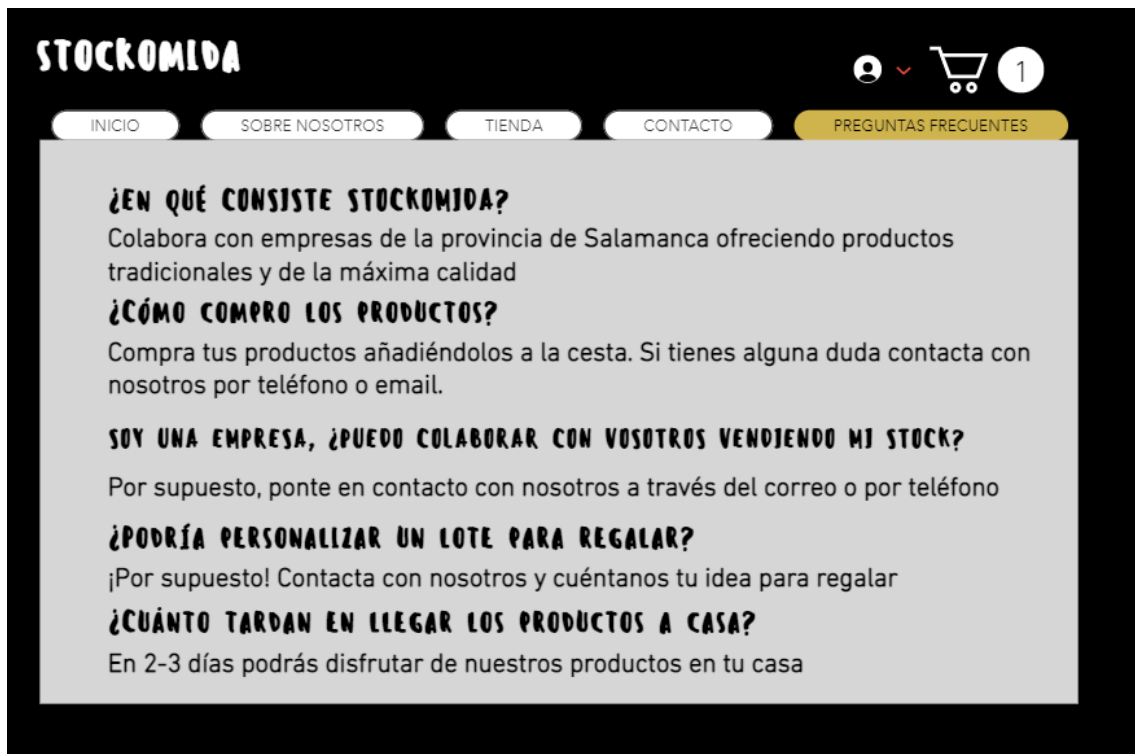 STOCKOMIDA
1
INICIO
SOBRE NOSOTROS
TIENDA
CONTACTO
PREGUNTAS FRECUENTES
¿EN QUÉ CONSISTE STOCKOMIDA?
Colabora con empresas de la provincia de Salamanca ofreciendo productos
tradicionales y de la máxima calidad
¿CÓMO COMPRO LOS PRODUCTOS?
Compra tus productos añadiéndolos a la cesta. Si tienes alguna duda contacta con
nosotros por teléfono o email.
SOY UNA EMPRESA, ¿PUEDO COLABORAR CON VOSOTROS VENDIENDO MI STOCK?
Por supuesto, ponte en contacto con nosotros a través del correo o por teléfono
¿PODRÍA PERSONALIZAR UN LOTE PARA REGALAR?
¡Por supuesto! Contacta con nosotros y cuéntanos tu idea para regalar
¿CUÁNTO TARDAN EN LLEGAR LOS PRODUCTOS A CASA?
En 2-3 días podrás disfrutar de nuestros productos en tu casa